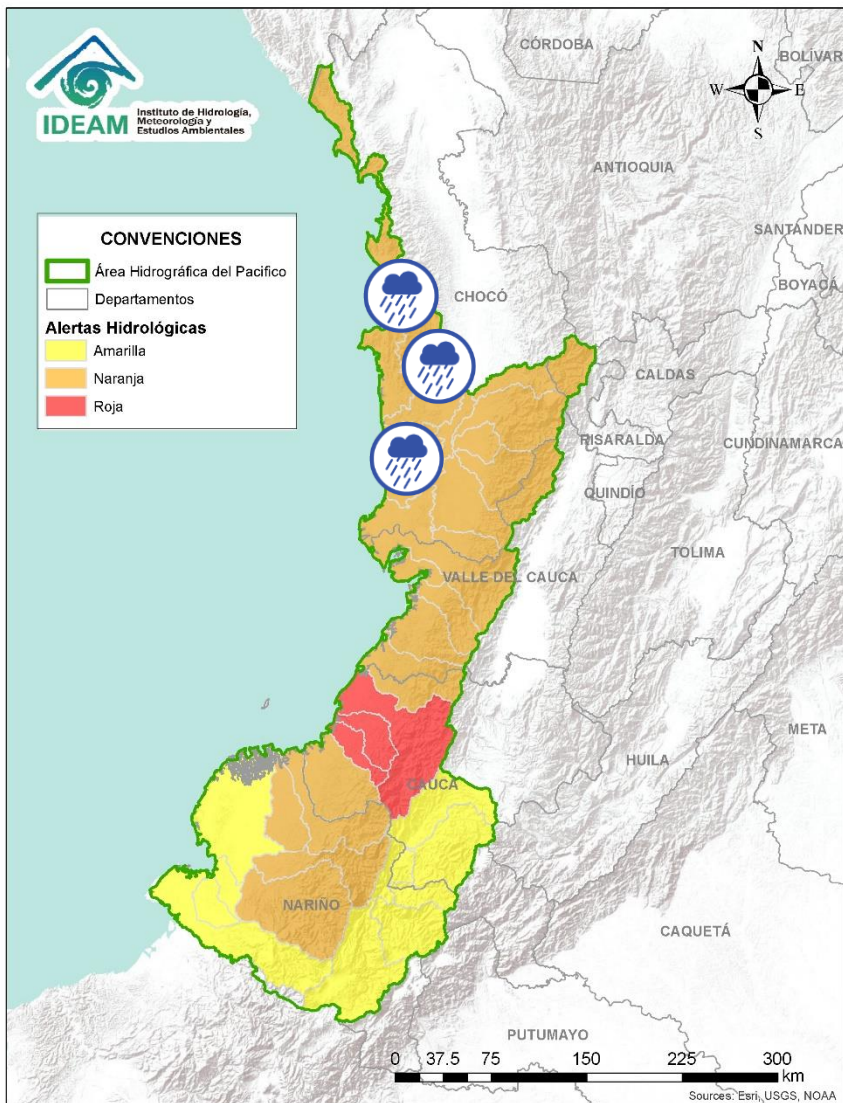 IDEAM
Instituto de Hidrología,
Meteorología y
Estudios Ambientales
N
W
E
S
CÓRDOBA
BOLÍVAR
ANTIOQUIA
SANTANDER
BOYACÁ
CHOCÓ
CALDAS
RISARALDA
CUNDINAMARCA
QUINDÍO
TOLIMA
VALLE DEL CAUCA
META
HUILA
CAUCA
NARIÑO
CAQUETÁ
PUTUMAYO
CONVENCIONES
Área Hidrográfica del Pacifico
Departamentos
Alertas Hidrológicas
Amarilla
Naranja
Roja
0 37.5 75 150 225 300
km
Sources: Esri, USGS, NOAA